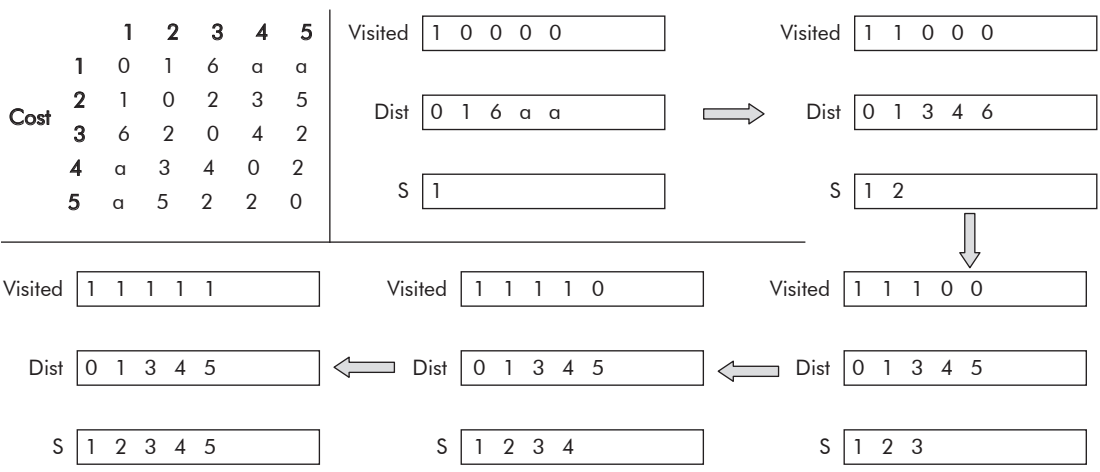 1 2 3 4 5
1 0 1 6 a a
Cost
2 1 0 2 3 5
3 6 2 0 4 2
4 a 3 4 0 2
5 a 5 2 2 0
Visited 1 0 0 0 0
Dist 0 1 6 a a
S 1
Visited 1 1 0 0 0
Dist 0 1 3 4 6
S 1 2
Visited 1 1 1 0 0
Dist 0 1 3 4 5
S 1 2 3
Visited 1 1 1 1 0
Dist 0 1 3 4 5
S 1 2 3 4
Visited 1 1 1 1 1
Dist 0 1 3 4 5
S 1 2 3 4 5